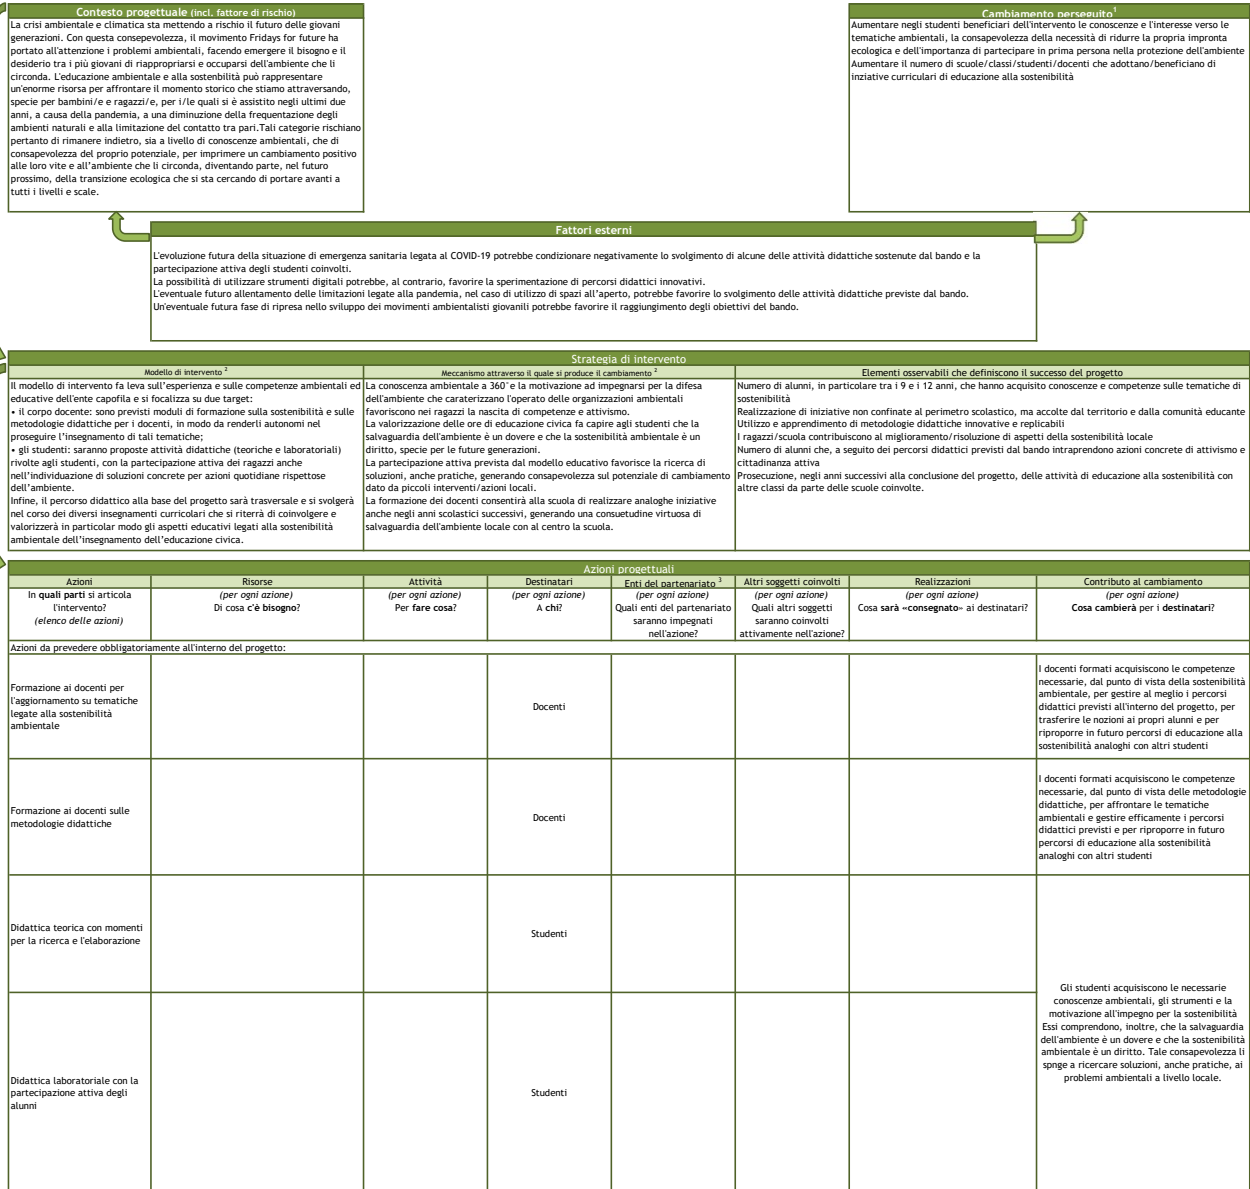 Contesto progettuale (incl. fattore di rischio)
La crisi ambientale e climatica sta mettendo a rischio il futuro delle giovani
generazioni. Con questa consepevolezza, il movimento Fridays for future ha
portato all'attenzione i problemi ambientali, facendo emergere il bisogno e il
desiderio tra i più giovani di riappropriarsi e occuparsi dell'ambiente che li
circonda. L'educazione ambientale e alla sostenbilità può rappresentare
un'enorme risorsa per affrontare il momento storico che stiamo attraversando,
specie per bambini/e e ragazzi/e, per i/le quali si è assistito negli ultimi due
anni, a causa della pandemia, a una diminuzione della frequentazione degli
ambienti naturali e alla limitazione del contatto tra pari.Tali categorie rischiano
pertanto di rimanere indietro, sia a livello di conoscenze ambientali, che di
consapevolezza del proprio potenziale, per imprimere un cambiamento positivo
alle loro vite e all'ambiente che li circonda, diventando parte, nel futuro
prossimo, della transizione ecologica che si sta cercando di portare avanti a
tutti i livelli e scale.
Cambiamento perseguito1
Aumentare negli studenti beneficiari dell'intervento le conoscenze e l'interesse verso le
tematiche ambientali, la consapevolezza della necessità di ridurre la propria impronta
ecologica e dell'importanza di partecipare in prima persona nella protezione dell'ambiente
Aumentare il numero di scuole/classi/studenti/docenti che adottano/beneficiano di
inziative curriculari di educazione alla sostenibilità
Fattori esterni
L'evoluzione futura della situazione di emergenza sanitaria legata al COVID-19 potrebbe condizionare negativamente lo svolgimento di alcune delle attività didattiche sostenute dal bando e la
partecipazione attiva degli studenti coinvolti.
La possibilità di utilizzare strumenti digitali potrebbe, al contrario, favorire la sperimentazione di percorsi didattici innovativi.
L'eventuale futuro allentamento delle limitazioni legate alla pandemia, nel caso di utilizzo di spazi all'aperto, potrebbe favorire lo svolgimento delle attività didattiche previste dal bando.
Un'eventuale futura fase di ripresa nello sviluppo dei movimenti ambientalisti giovanili potrebbe favorire il raggiungimento degli obiettivi del bando.
Strategia di intervento
Modello di intervento 2
Il modello di intervento fa leva sull'esperienza e sulle competenze ambientali ed
educative dell'ente capofila e si focalizza su due target:
• il corpo docente: sono previsti moduli di formazione sulla sostenibilità e sulle
metodologie didattiche per i docenti, in modo da renderli autonomi nel
proseguire l'insegnamento di tali tematiche;
• gli studenti: saranno proposte attività didattiche (teoriche e laboratoriali)
rivolte agli studenti, con la partecipazione attiva dei ragazzi anche
nell'individuazione di soluzioni concrete per azioni quotidiane rispettose
dell'ambiente.
Infine, il percorso didattico alla base del progetto sarà trasversale e si svolgerà
nel corso dei diversi insegnamenti curricolari che si riterrà di coinvolgere e
valorizzerà in particolar modo gli aspetti educativi legati alla sostenibilità
ambientale dell'insegnamento dell'educazione civica.
Meccanismo attraverso il quale si produce il cambiamento 2
La conoscenza ambientale a 360°e la motivazione ad impegnarsi per la difesa
dell'ambiente che caraterizzano l'operato delle organizzazioni ambientali
favoriscono nei ragazzi la nascita di competenze e attivismo.
La valorizzazione delle ore di educazione civica fa capire agli studenti che la
salvaguardia dell'ambiente è un dovere e che la sostenibilità ambientale è un
diritto, specie per le future generazioni.
La partecipazione attiva prevista dal modello educativo favorisce la ricerca di
soluzioni, anche pratiche, generando consapevolezza sul potenziale di cambiamento
dato da piccoli interventi/azioni locali.
La formazione dei docenti consentirà alla scuola di realizzare analoghe iniziative
anche negli anni scolastici successivi, generando una consuetudine virtuosa di
salvaguardia dell'ambiente locale con al centro la scuola.
Elementi osservabili che definiscono il successo del progetto
Numero di alunni, in particolare tra i 9 e i 12 anni, che hanno acquisito conoscenze e competenze sulle tematiche di
sostenibilità
Realizzazione di iniziative non confinate al perimetro scolastico, ma accolte dal territorio e dalla comunità educante
Utilizzo e apprendimento di metodologie didattiche innovative e replicabili
I ragazzi/scuola contribuiscono al miglioramento/risoluzione di aspetti della sostenibilità locale
Numero di alunni che, a seguito dei percorsi didattici previsti dal bando intraprendono azioni concrete di attivismo e
cittadinanza attiva
Prosecuzione, negli anni successivi alla conclusione del progetto, delle attività di educazione alla sostenibilità con
altre classi da parte delle scuole coinvolte.
Azioni progettuali
Azioni
In quali parti si articola
l'intervento?
(elenco delle azioni)
Risorse
(per ogni azione)
Di cosa c'è bisogno?
Attività
(per ogni azione)
Per fare cosa?
Destinatari
(per ogni azione)
A chi?
Enti del partenariato 3
(per ogni azione)
Quali enti del partenariato
saranno impegnati
nell'azione?
Altri soggetti coinvolti
(per ogni azione)
Quali altri soggetti
saranno coinvolti
attivamente nell'azione?
Realizzazioni
(per ogni azione)
Cosa sarà «consegnato» ai destinatari?
Contributo al cambiamento
(per ogni azione)
Cosa cambierà per i destinatari?
Azioni da prevedere obbligatoriamente all'interno del progetto:
Formazione ai docenti per
l'aggiornamento su tematiche
legate alla sostenibilità
ambientale
Docenti
I docenti formati acquisiscono le competenze
necessarie, dal punto di vista della sostenibilità
ambientale, per gestire al meglio i percorsi
didattici previsti all'interno del progetto, per
trasferire le nozioni ai propri alunni e per
riproporre in futuro percorsi di educazione alla
sostenibilità analoghi con altri studenti
Formazione ai docenti sulle
metodologie didattiche
Docenti
I docenti formati acquisiscono le competenze
necessarie, dal punto di vista delle metodologie
didattiche, per affrontare le tematiche
ambientali e gestire efficamente i percorsi
didattici previsti e per riproporre in futuro
percorsi di educazione alla sostenibilità
analoghi con altri studenti
Didattica teorica con momenti
per la ricerca e l'elaborazione
Studenti
Gli studenti acquisiscono le necessarie
conoscenze ambientali, gli strumenti e la
motivazione all'impegno per la sostenibilità
Essi comprendono, inoltre, che la salvaguardia
dell'ambiente è un dovere e che la sostenibilità
ambientale è un diritto. Tale consapevolezza li
spnge a ricercare soluzioni, anche pratiche, ai
problemi ambientali a livello locale.
Didattica laboratoriale con la
partecipazione attiva degli
alunni
Studenti